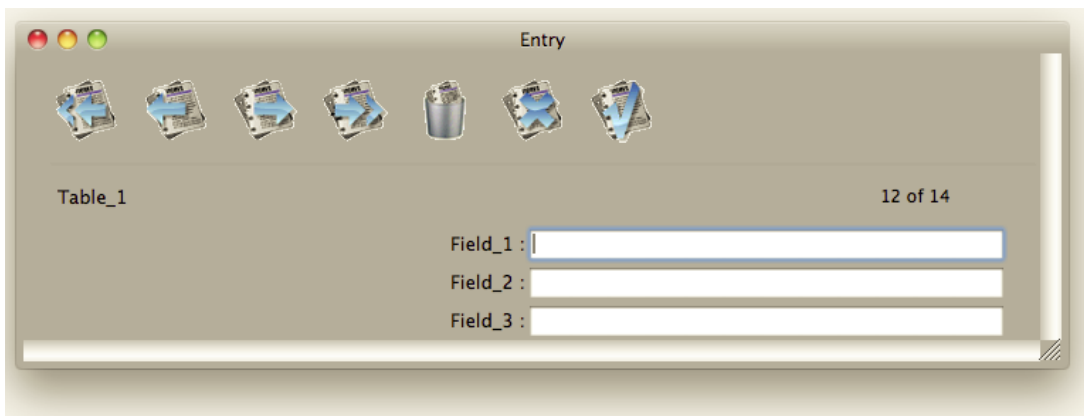 Entry
Table_1
12 of 14
Field_1 :
Field_2 :
Field_3 :